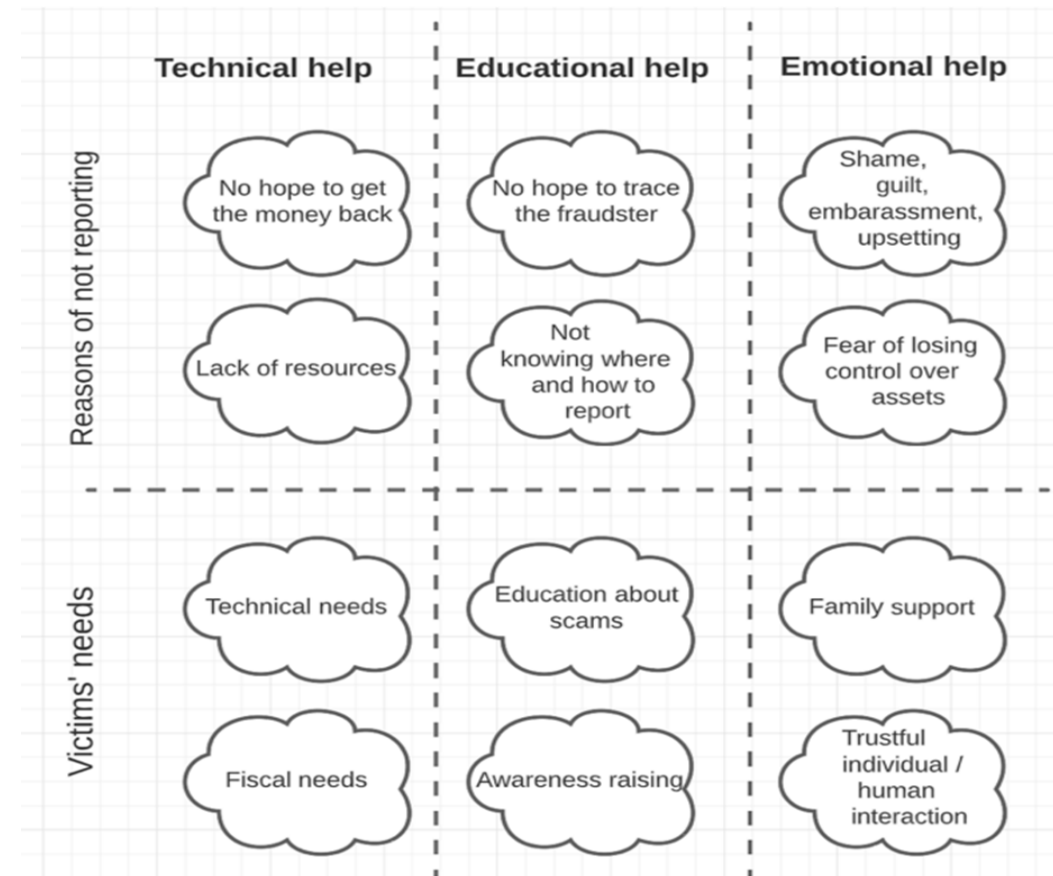 Technical help
Educational help
Emotional help
Reasons of not reporting
No hope to get
the money back
No hope to trace
the fraudster
Shame,
guilt,
embarassment,
upsetting
Lack of resources
Not
knowing where
and how to
report
Fear of losing
control over
assets
Victims' needs
Technical needs
Education about
scams
Family support
Fiscal needs
Awareness raising
Trustful
individual /
human
interaction